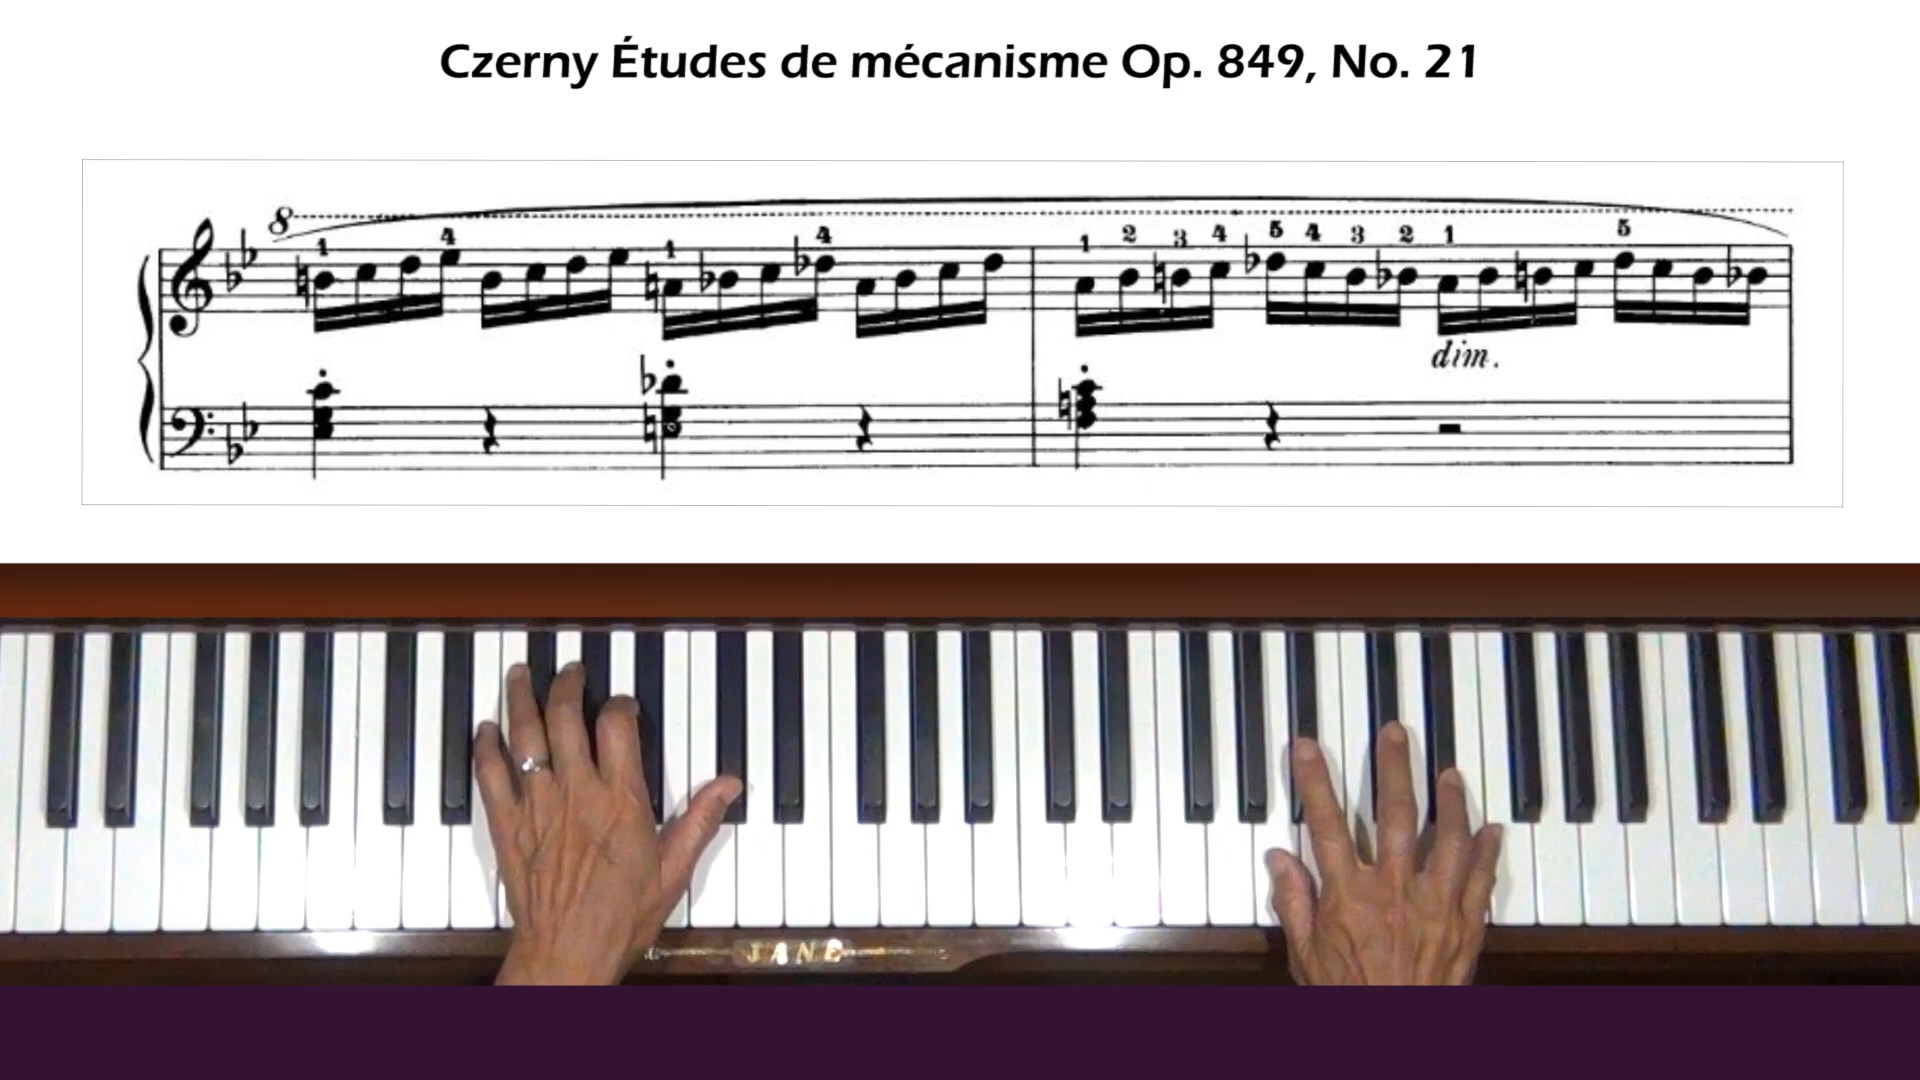 Czerny Études de mécanisme Op. 849, No. 21
8
1 4 1 4 1 2 3 4 5 4 3 2 1 5
dim.
JANE